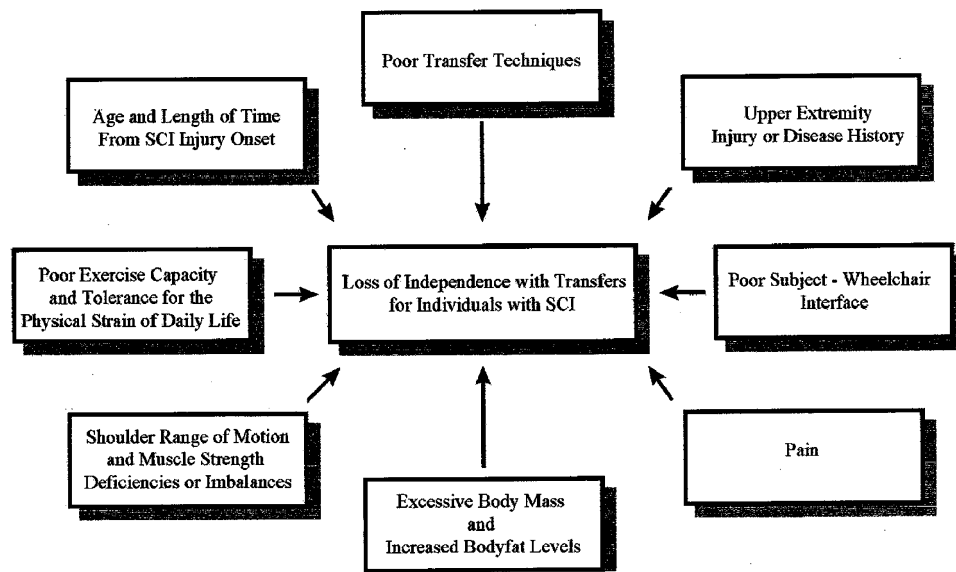 Poor Transfer Techniques
Age and Length of Time
From SCI Injury Onset
Upper Extremity
Injury or Disease History
Poor Exercise Capacity
and Tolerance for the
Physical Strain of Daily Life
Loss of Independence with Transfers
for Individuals with SCI
Poor Subject - Wheelchair
Interface
Shoulder Range of Motion
and Muscle Strength
Deficiencies or Imbalances
Excessive Body Mass
and
Increased Bodyfat Levels
Pain